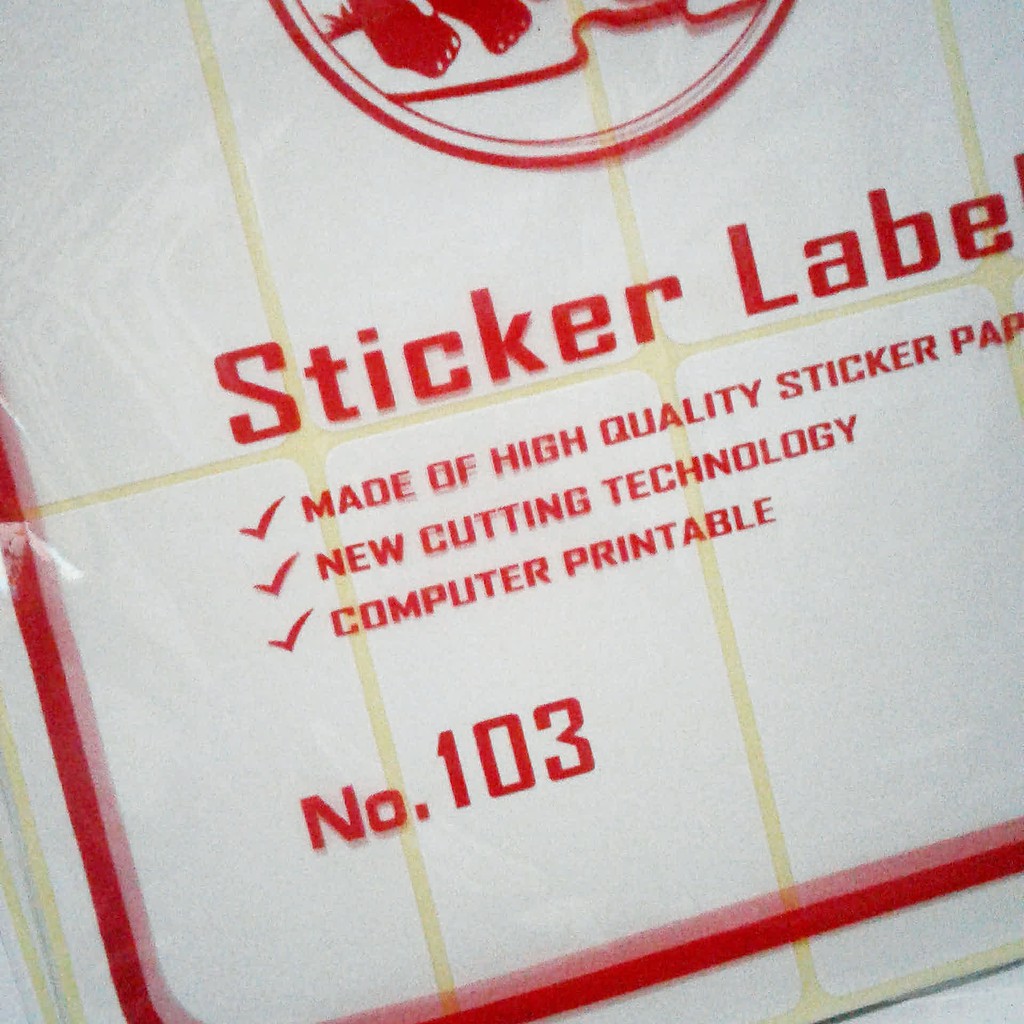 Sticker Label
✓ MADE OF HIGH QUALITY STICKER PAP
✓ NEW CUTTING TECHNOLOGY
✓ COMPUTER PRINTABLE
No.103